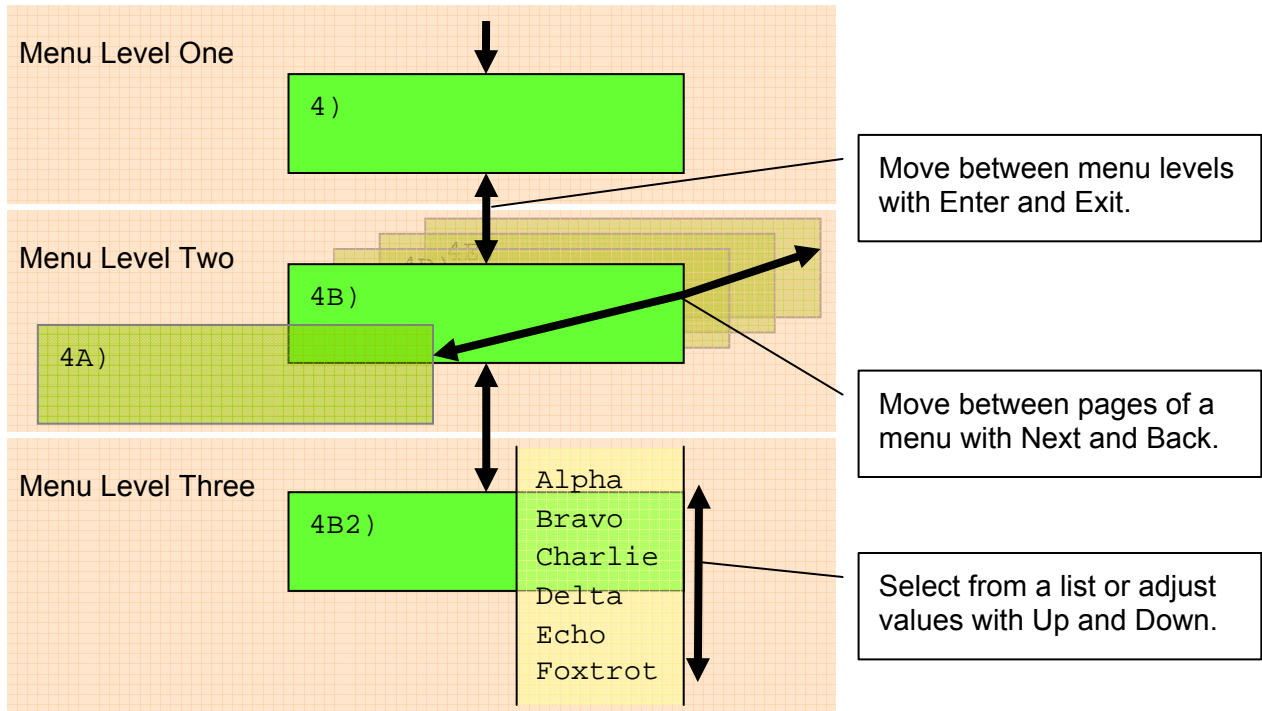 Menu Level One
4)
Move between menu levels
with Enter and Exit.
Menu Level Two
4B)
4A)
Move between pages of a
menu with Next and Back.
Menu Level Three
4B2)
Alpha
Bravo
Charlie
Delta
Echo
Foxtrot
Select from a list or adjust
values with Up and Down.